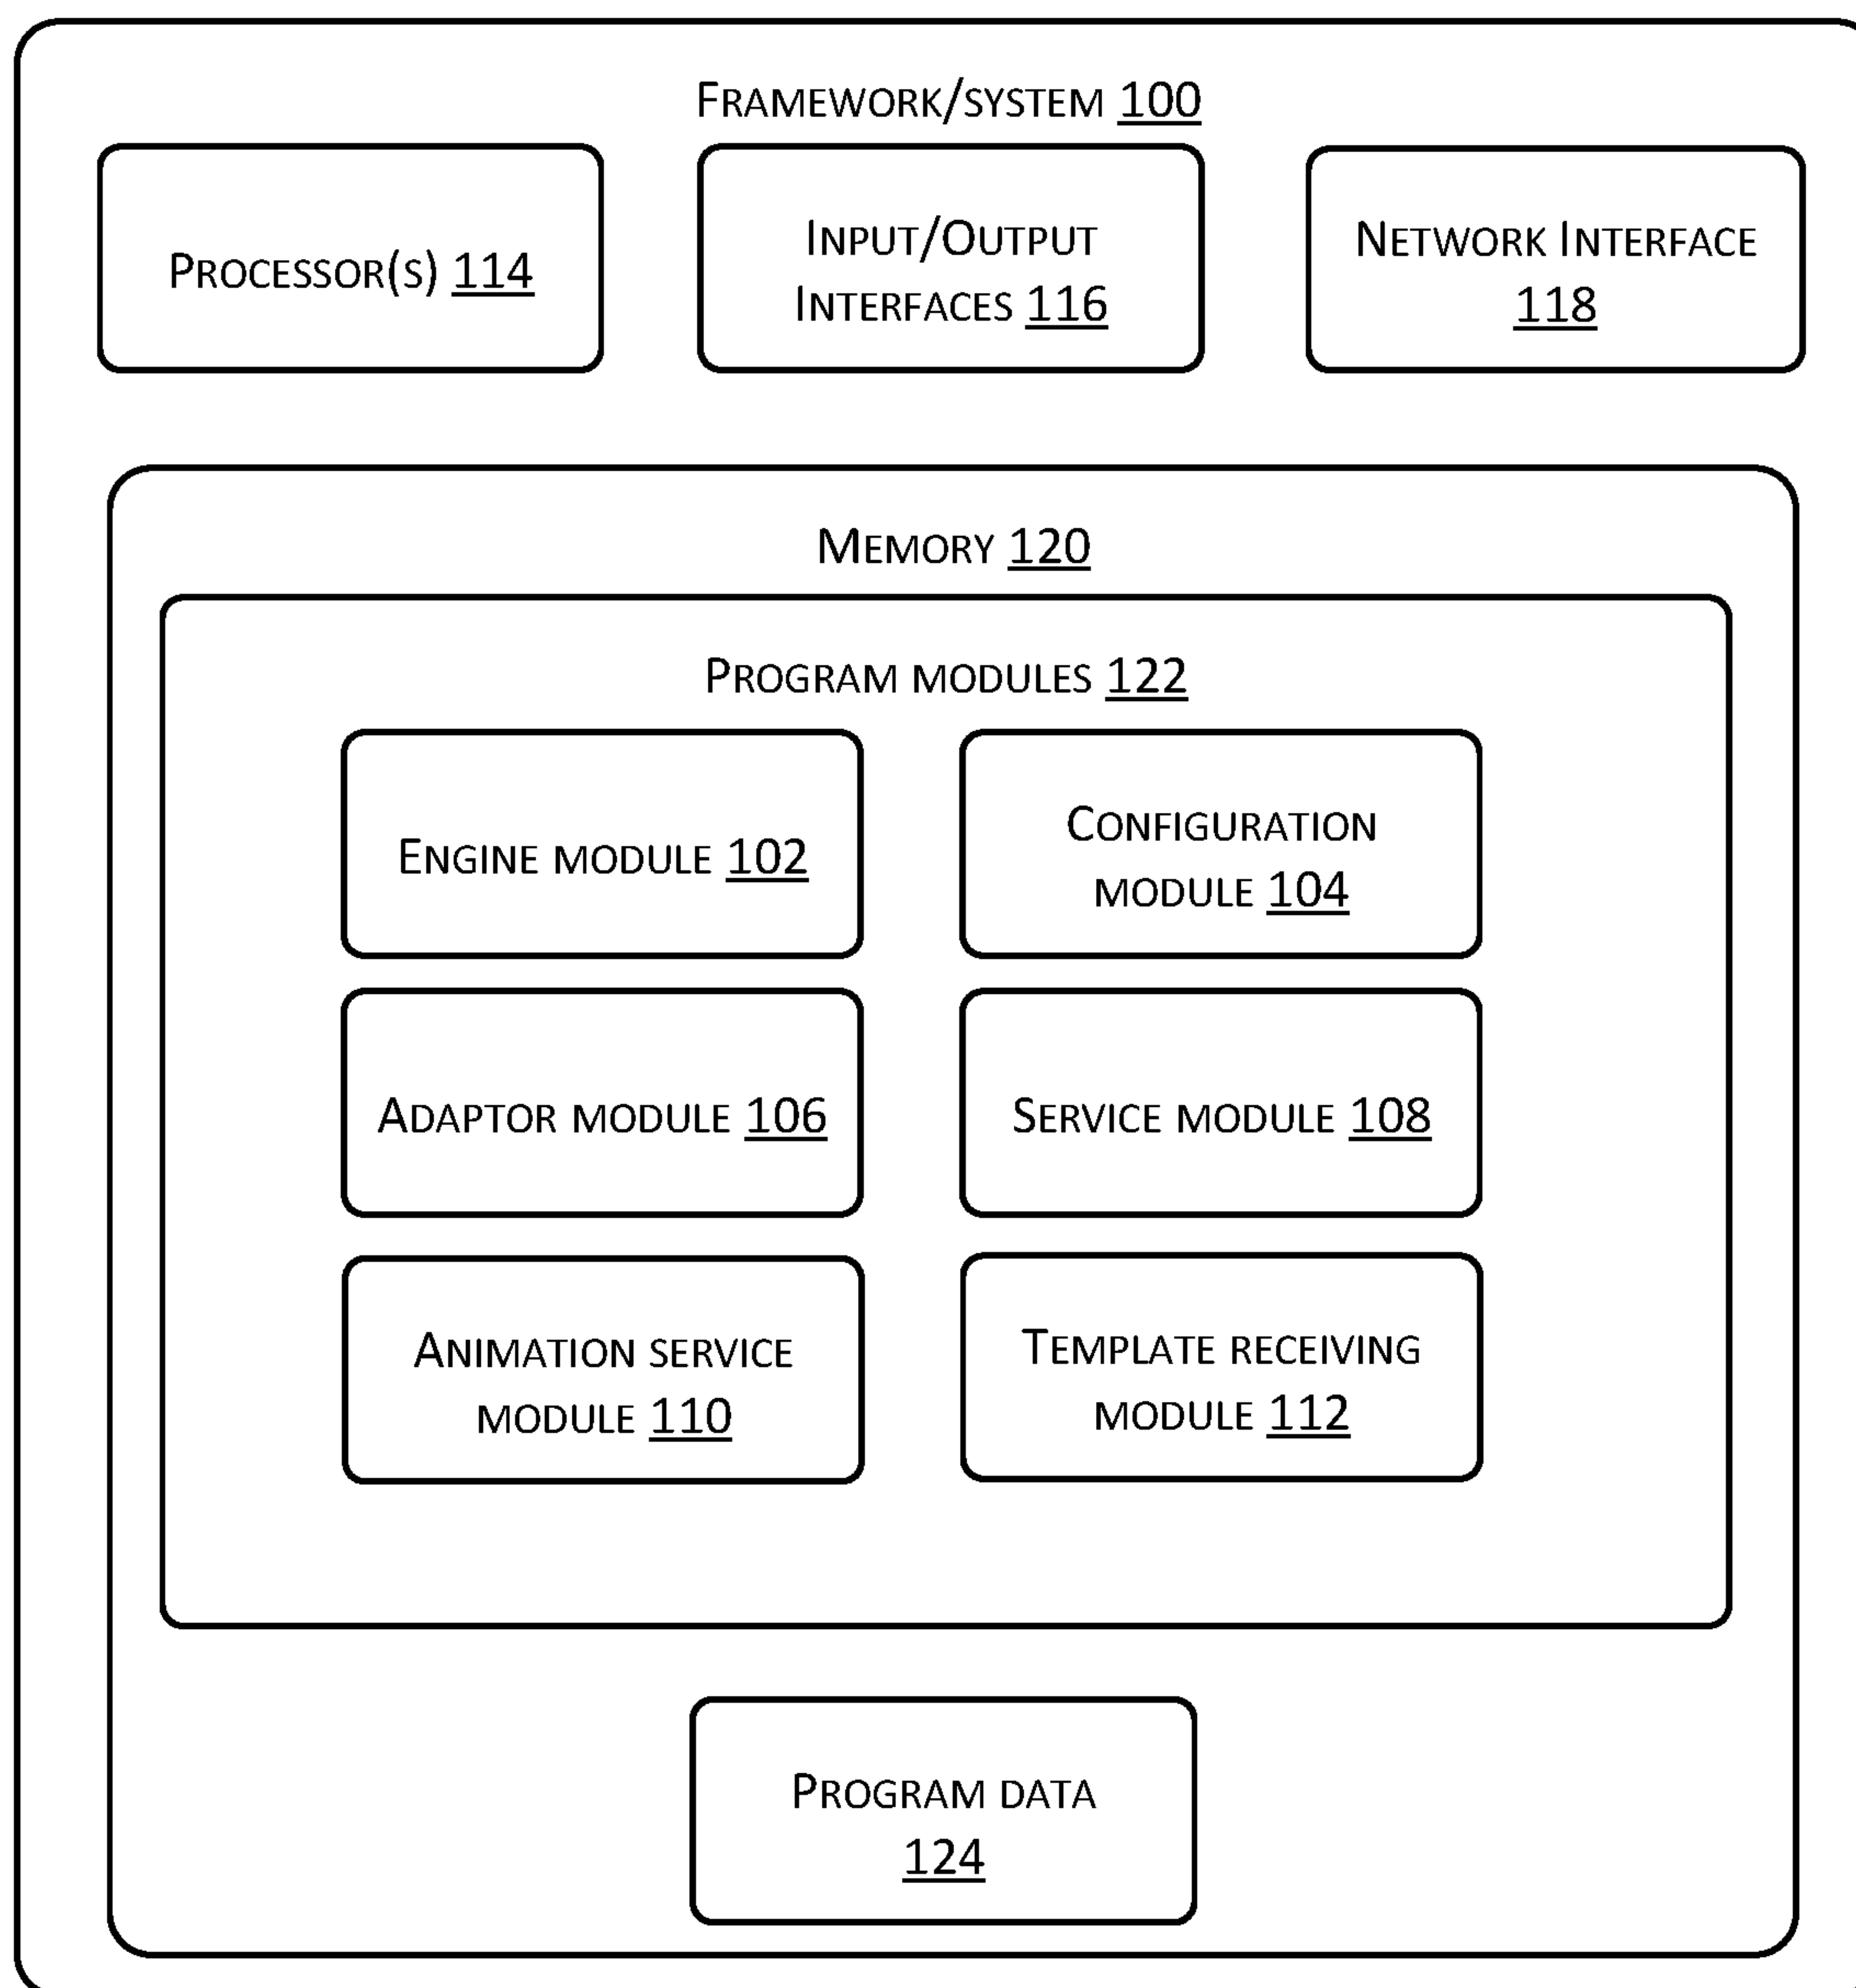 Framework/system 100
Processor(s) 114
Input/Output
Interfaces 116
Network Interface
118
Memory 120
Program modules 122
Engine module 102
Configuration
module 104
Adaptor module 106
Service module 108
Animation service
module 110
Template receiving
module 112
Program data
124